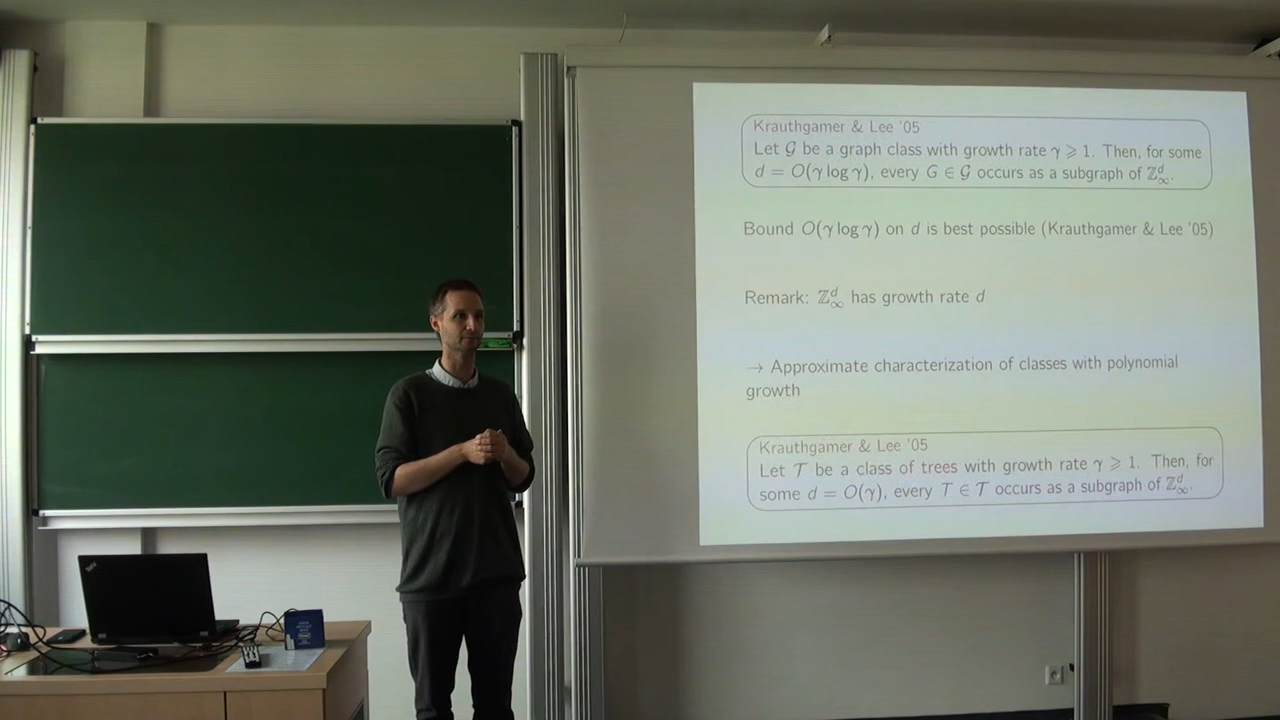 Krauthgamer & Lee '05
Let 𝒢 be a graph class with growth rate γ ⩾ 1. Then, for some
d = O(γ log γ), every G ∈ 𝒢 occurs as a subgraph of ℤ^d_∞.
Bound O(γ log γ) on d is best possible (Krauthgamer & Lee '05)
Remark: ℤ^d_∞ has growth rate d
→ Approximate characterization of classes with polynomial
growth
Krauthgamer & Lee '05
Let 𝒯 be a class of trees with growth rate γ ⩾ 1. Then, for
some d = O(γ), every T ∈ 𝒯 occurs as a subgraph of ℤ^d_∞.